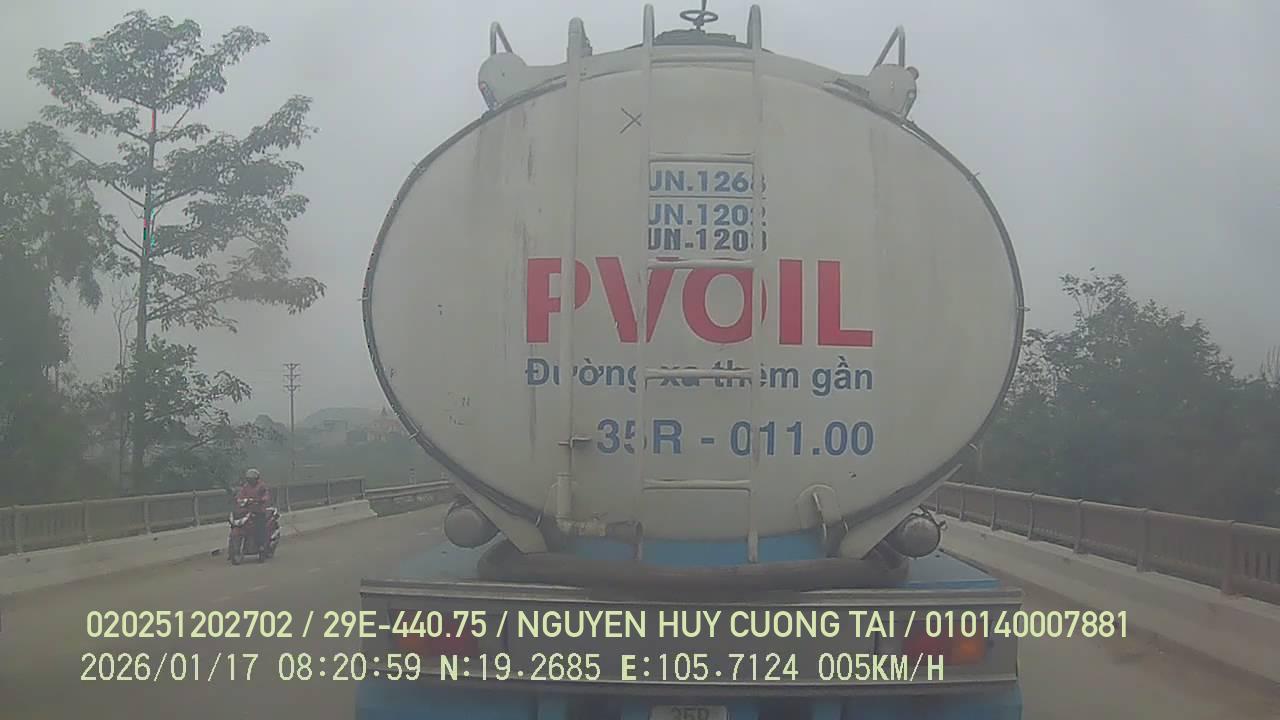 UN.1268
UN.1202
UN-1203
PVOIL
Đường xa thêm gần
35R - 011.00
020251202702 / 29E-440.75 / NGUYEN HUY CUONG TAI / 010140007881
2026/01/17 08:20:59 N:19.2685 E:105.7124 005KM/H
35R